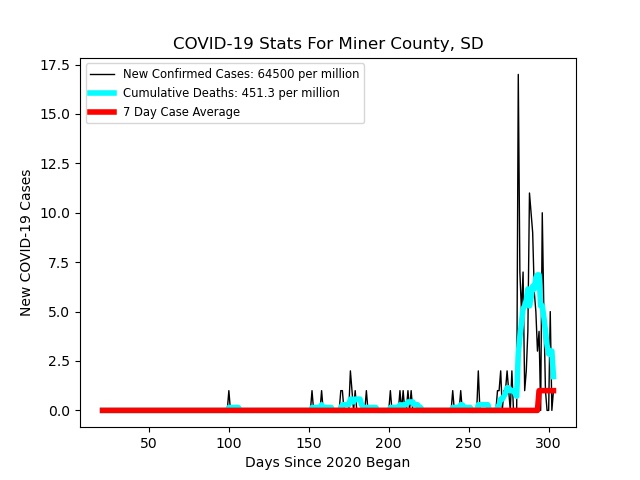 COVID-19 Stats For Miner County, SD
New Confirmed Cases: 64500 per million
Cumulative Deaths: 451.3 per million
7 Day Case Average
17.5
15.0
12.5
10.0
7.5
5.0
2.5
0.0
New COVID-19 Cases
50 100 150 200 250 300
Days Since 2020 Began